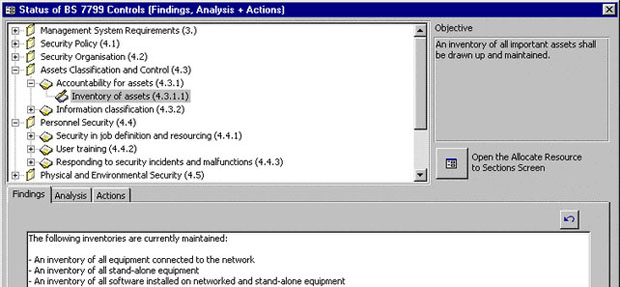 Status of BS 7799 Controls (Findings, Analysis + Actions)
Management System Requirements (3.)
Security Policy (4.1)
Security Organisation (4.2)
Assets Classification and Control (4.3)
Accountability for assets (4.3.1)
Inventory of assets (4.3.1.1)
Information classification (4.3.2)
Personnel Security (4.4)
Security in job definition and resourcing (4.4.1)
User training (4.4.2)
Responding to security incidents and malfunctions (4.4.3)
Physical and Environmental Security (4.5)
Objective
An inventory of all important assets shall
be drawn up and maintained.
Open the Allocate Resource
to Sections Screen
Findings Analysis Actions
The following inventories are currently maintained:
- An inventory of all equipment connected to the network
- An inventory of all stand-alone equipment
- An inventory of all software installed on networked and stand-alone equipment